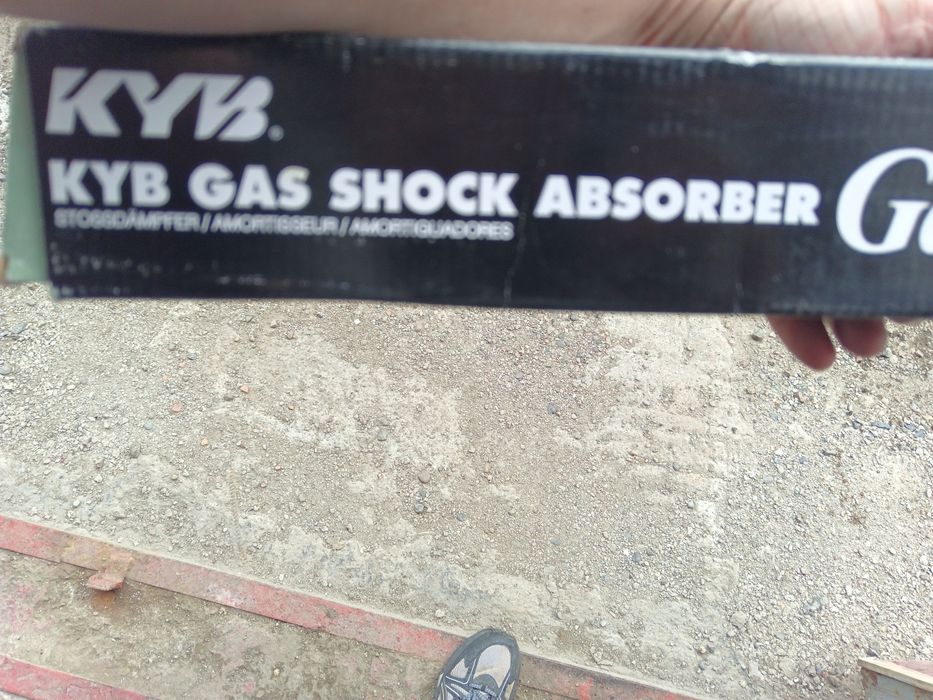 KYB.
KYB GAS SHOCK ABSORBER
STOSSDÄMPFER / AMORTISSEUR / AMORTIGUADORES